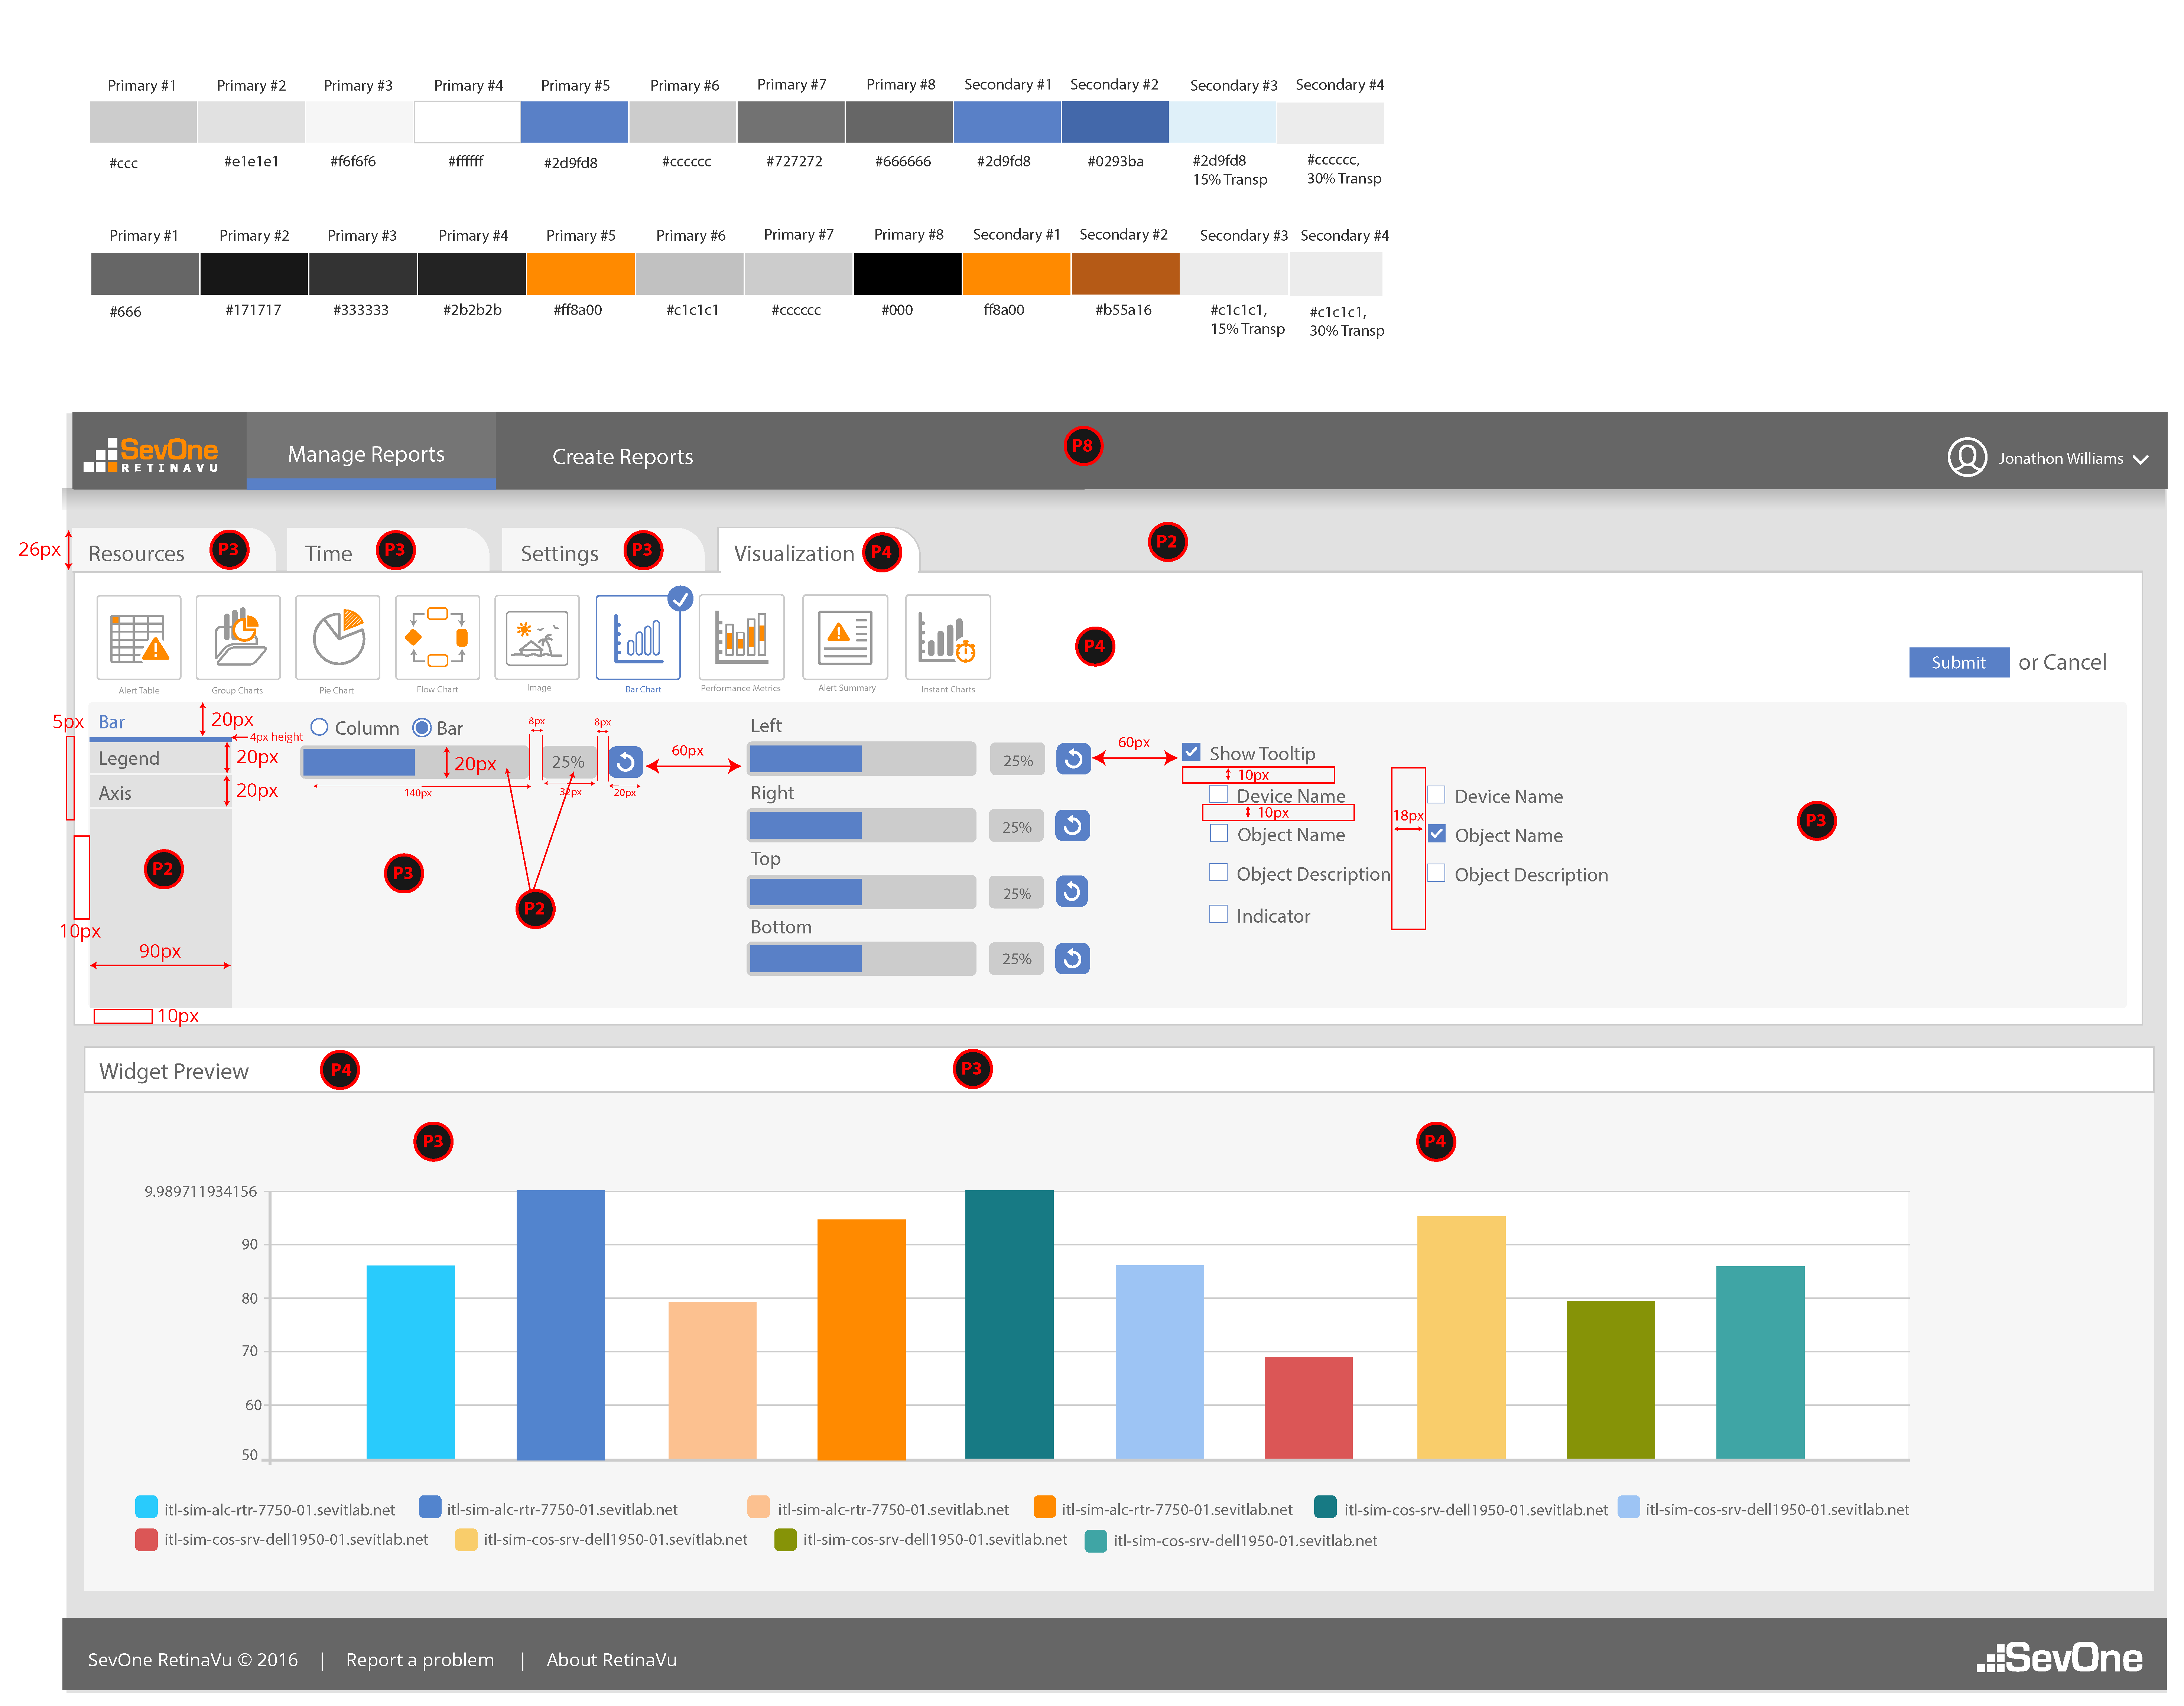 Primary #1 Primary #2 Primary #3 Primary #4 Primary #5 Primary #6 Primary #7 Primary #8 Secondary #1 Secondary #2 Secondary #3 Secondary #4
#ccc #e1e1e1 #f6f6f6 #ffffff #2d9fd8 #cccccc #727272 #666666 #2d9fd8 #0293ba #2d9fd8 #cccccc,
15% Transp 30% Transp
Primary #1 Primary #2 Primary #3 Primary #4 Primary #5 Primary #6 Primary #7 Primary #8 Secondary #1 Secondary #2 Secondary #3 Secondary #4
#666 #171717 #333333 #2b2b2b #ff8a00 #c1c1c1 #cccccc #000 ff8a00 #b55a16 #c1c1c1, #c1c1c1,
15% Transp 30% Transp
SevOne
RETINAVU
Manage Reports Create Reports P8 Jonathon Williams
26px Resources P3 Time P3 Settings P3 Visualization P4 P2
P4
Submit or Cancel
Alert Table Group Charts Pie Chart Flow Chart Image Bar Chart Performance Metrics Alert Summary Instant Charts
5px Bar 20px Column Bar 8px 8px Left
4px height
Legend 20px 20px 25% 60px 25% 60px Show Tooltip
10px
Axis 20px 140px 32px 20px Right Device Name Device Name
10px 18px
25% Object Name Object Name P3
P2 P3 Top Object Description Object Description
P2 25%
10px Bottom Indicator
90px 25%
10px
Widget Preview P4 P3
P3 P4
9.989711934156
90
80
70
60
50
itl-sim-alc-rtr-7750-01.sevitlab.net itl-sim-alc-rtr-7750-01.sevitlab.net itl-sim-alc-rtr-7750-01.sevitlab.net itl-sim-alc-rtr-7750-01.sevitlab.net itl-sim-cos-srv-dell1950-01.sevitlab.net itl-sim-cos-srv-dell1950-01.sevitlab.net
itl-sim-cos-srv-dell1950-01.sevitlab.net itl-sim-cos-srv-dell1950-01.sevitlab.net itl-sim-cos-srv-dell1950-01.sevitlab.net itl-sim-cos-srv-dell1950-01.sevitlab.net
SevOne RetinaVu © 2016 | Report a problem | About RetinaVu SevOne